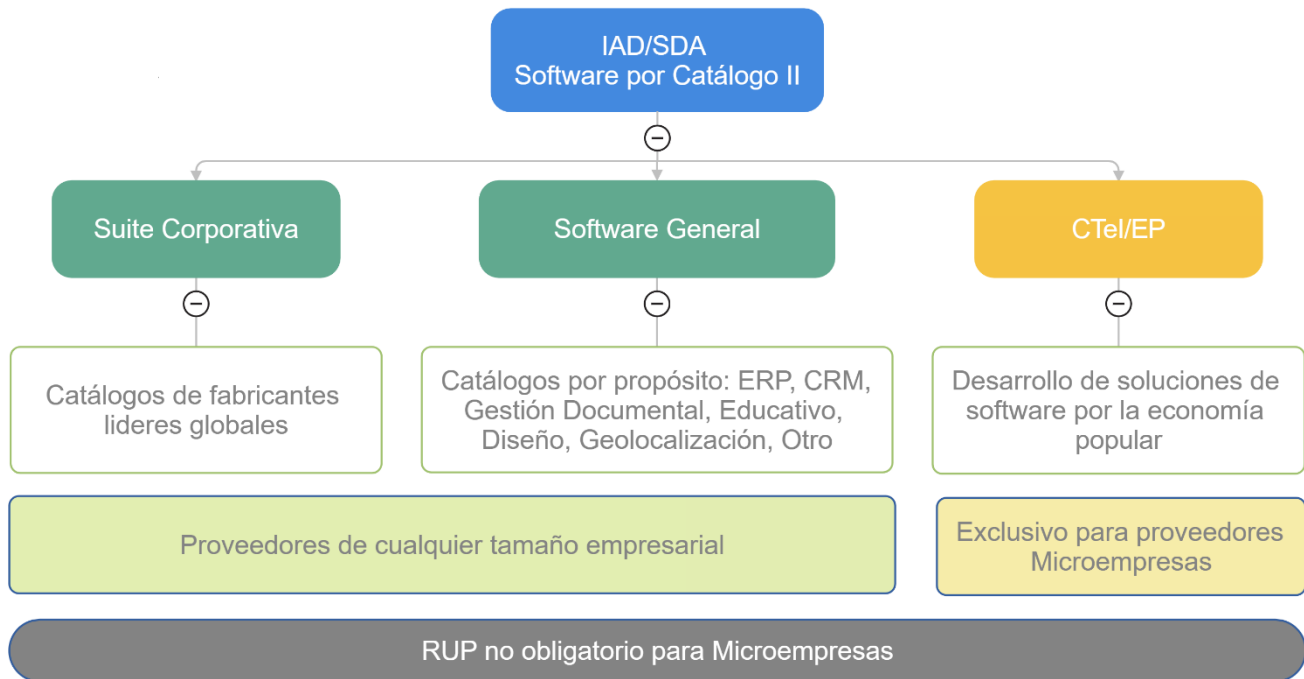 IAD/SDA
Software por Catálogo II
Suite Corporativa
Software General
CTeI/EP
Catálogos de fabricantes
lideres globales
Catálogos por propósito: ERP, CRM,
Gestión Documental, Educativo,
Diseño, Geolocalización, Otro
Desarrollo de soluciones de
software por la economía
popular
Proveedores de cualquier tamaño empresarial
Exclusivo para proveedores
Microempresas
RUP no obligatorio para Microempresas